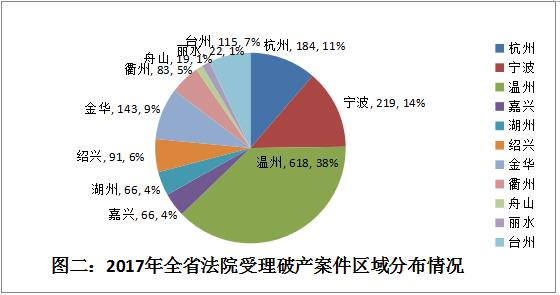 台州, 115, 7%
丽水, 22, 1%
舟山, 19, 1%
衢州, 83, 5%
杭州, 184, 11%
金华, 143, 9%
宁波, 219, 14%
温州, 618, 38%
绍兴, 91, 6%
湖州, 66, 4%
嘉兴, 66, 4%
杭州
宁波
温州
嘉兴
湖州
绍兴
金华
衢州
舟山
丽水
台州
图二：2017年全省法院受理破产案件区域分布情况